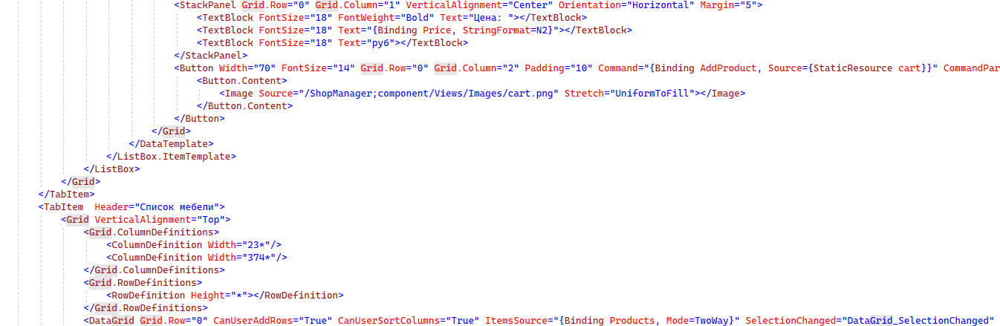 <StackPanel Grid.Row="0" Grid.Column="1" VerticalAlignment="Center" Orientation="Horizontal" Margin="5">
<TextBlock FontSize="18" FontWeight="Bold" Text="Цена: "></TextBlock>
<TextBlock FontSize="18" Text="{Binding Price, StringFormat=N2}"></TextBlock>
<TextBlock FontSize="18" Text="руб"></TextBlock>
</StackPanel>
<Button Width="70" FontSize="14" Grid.Row="0" Grid.Column="2" Padding="10" Command="{Binding AddProduct, Source={StaticResource cart}}" CommandPar
<Button.Content>
<Image Source="/ShopManager;component/Views/Images/cart.png" Stretch="UniformToFill"></Image>
</Button.Content>
</Button>
</Grid>
</DataTemplate>
</ListBox.ItemTemplate>
</ListBox>
</Grid>
</TabItem>
<TabItem  Header="Список мебели">
<Grid VerticalAlignment="Top">
<Grid.ColumnDefinitions>
<ColumnDefinition Width="23*"/>
<ColumnDefinition Width="374*"/>
</Grid.ColumnDefinitions>
<Grid.RowDefinitions>
<RowDefinition Height="*"></RowDefinition>
</Grid.RowDefinitions>
<DataGrid Grid.Row="0" CanUserAddRows="True" CanUserSortColumns="True" ItemsSource="{Binding Products, Mode=TwoWay}" SelectionChanged="DataGrid_SelectionChanged"